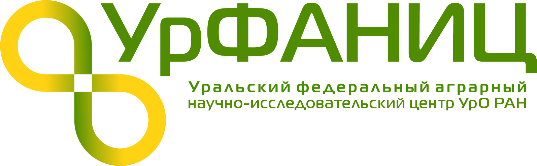 УрФАНИЦ
Уральский федеральный аграрный
научно-исследовательский центр УрО РАН